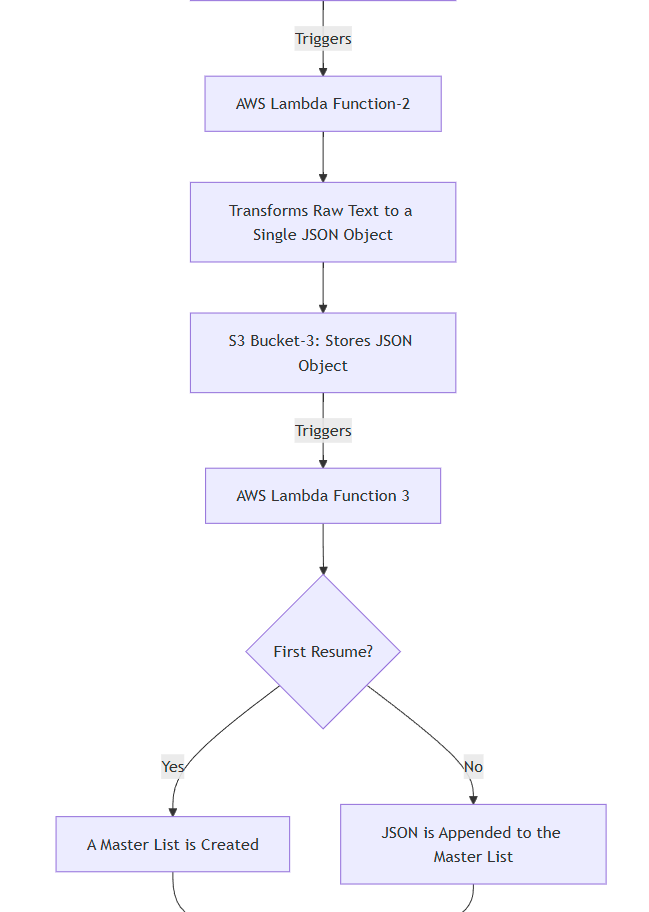 Triggers
AWS Lambda Function-2
Transforms Raw Text to a
Single JSON Object
S3 Bucket-3: Stores JSON
Object
Triggers
AWS Lambda Function 3
First Resume?
Yes
No
A Master List is Created
JSON is Appended to the
Master List